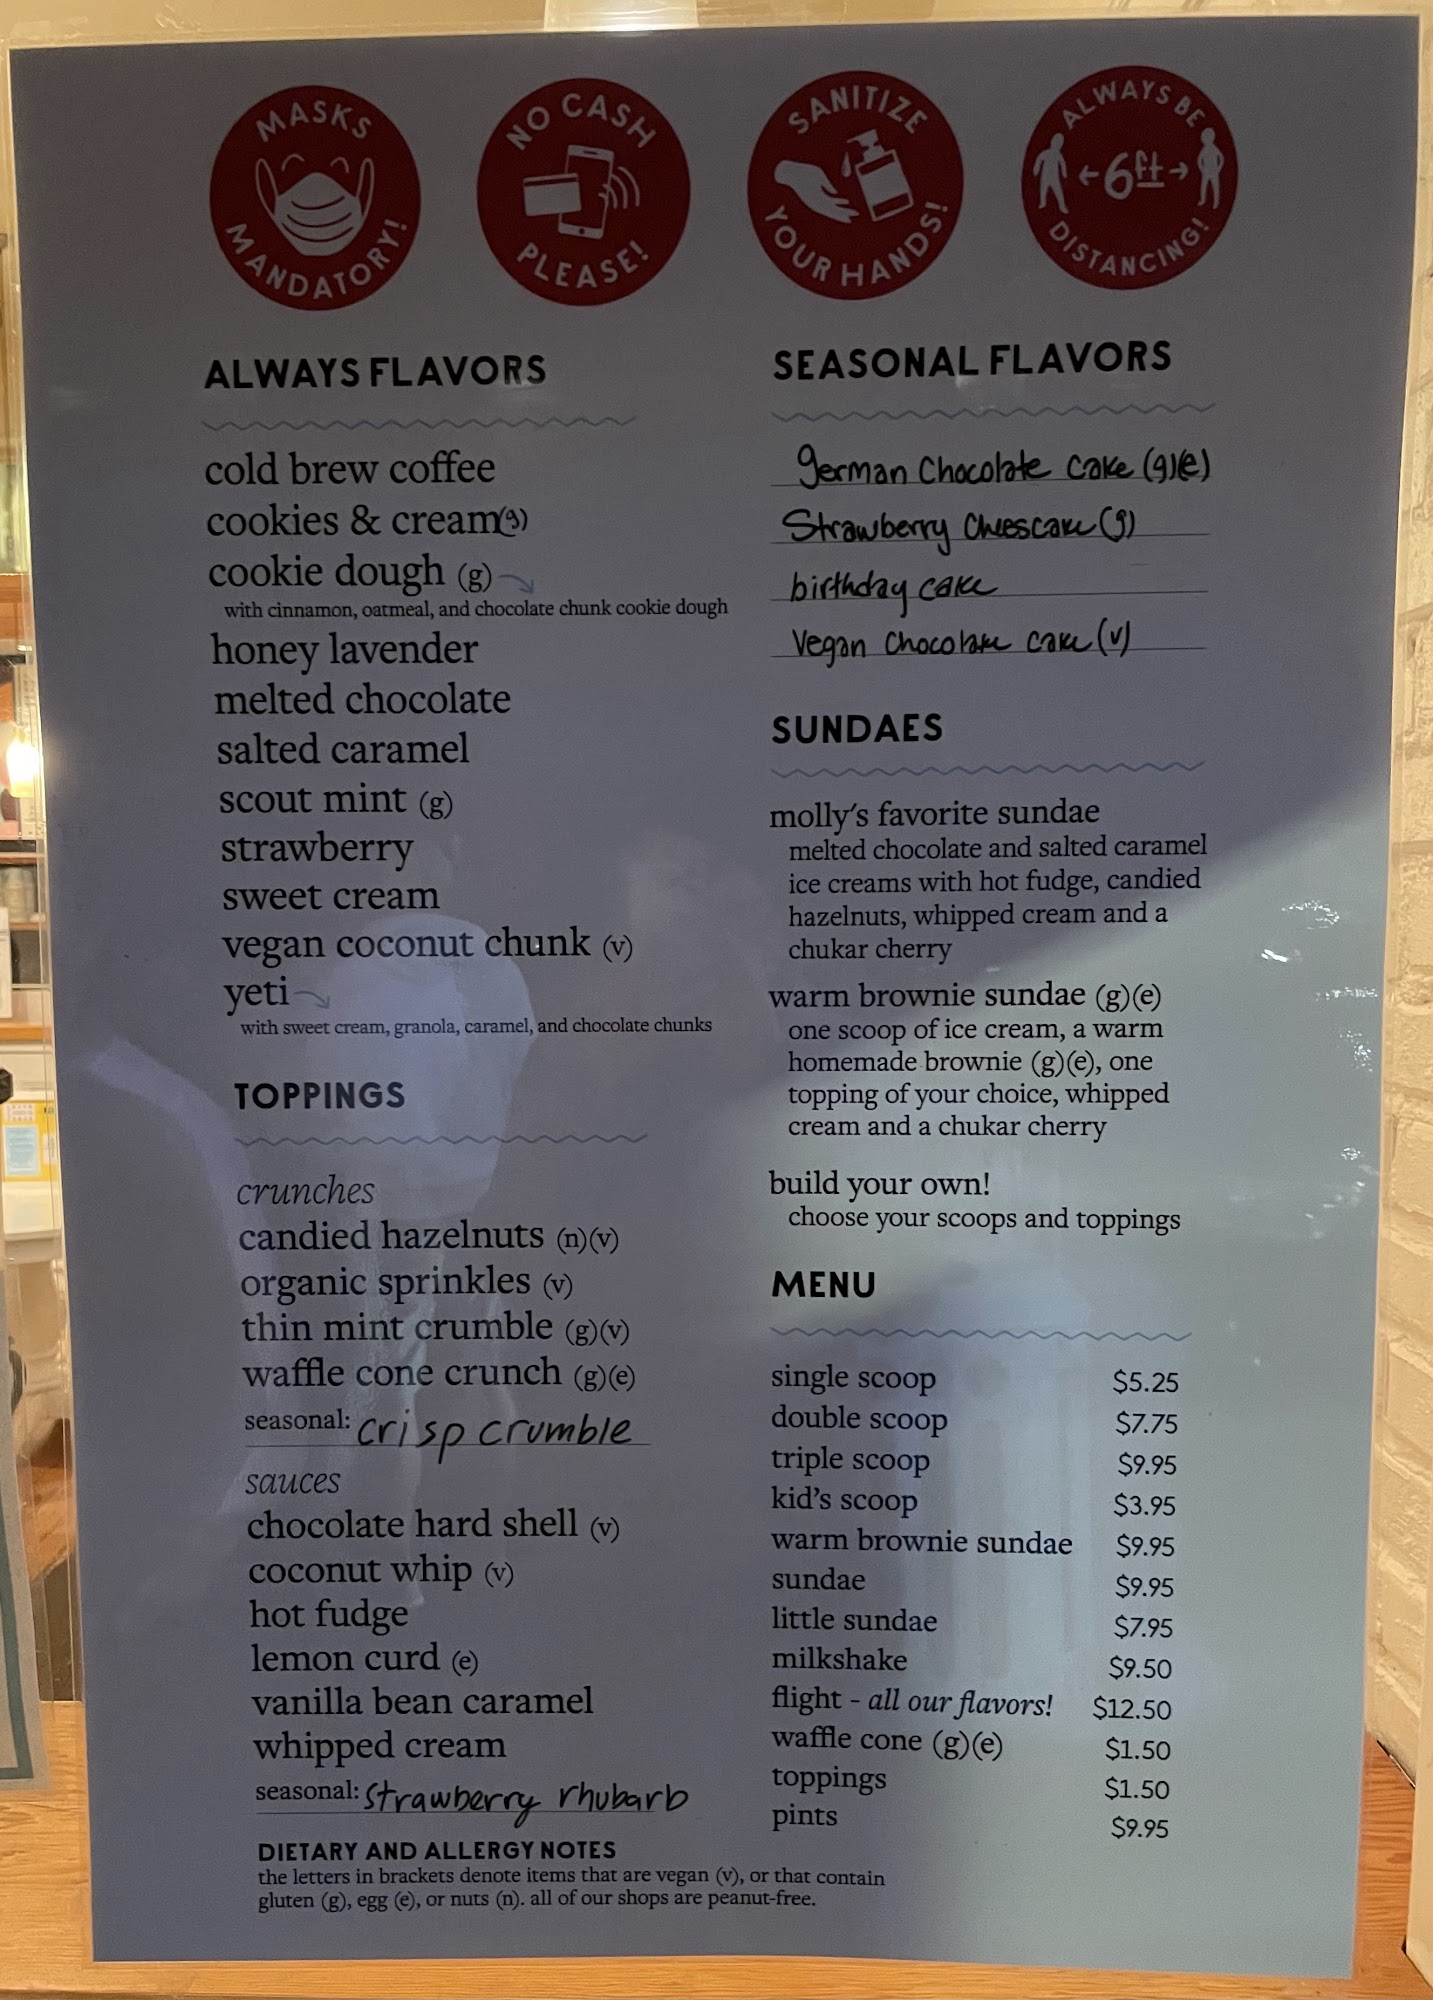 MASKS MANDATORY!
NO CASH PLEASE!
SANITIZE YOUR HANDS!
ALWAYS BE ←6ft→ DISTANCING!
ALWAYS FLAVORS
cold brew coffee
cookies & cream(g)
cookie dough (g)
with cinnamon, oatmeal, and chocolate chunk cookie dough
honey lavender
melted chocolate
salted caramel
scout mint (g)
strawberry
sweet cream
vegan coconut chunk (v)
yeti
with sweet cream, granola, caramel, and chocolate chunks
TOPPINGS
crunches
candied hazelnuts (n)(v)
organic sprinkles (v)
thin mint crumble (g)(v)
waffle cone crunch (g)(e)
seasonal: crisp crumble
sauces
chocolate hard shell (v)
coconut whip (v)
hot fudge
lemon curd (e)
vanilla bean caramel
whipped cream
seasonal: strawberry rhubarb
DIETARY AND ALLERGY NOTES
the letters in brackets denote items that are vegan (v), or that contain
gluten (g), egg (e), or nuts (n). all of our shops are peanut-free.
SEASONAL FLAVORS
german Chocolate cake (g)(e)
Strawberry Cheescake (g)
birthday cake
Vegan Chocolate cake (v)
SUNDAES
molly's favorite sundae
melted chocolate and salted caramel
ice creams with hot fudge, candied
hazelnuts, whipped cream and a
chukar cherry
warm brownie sundae (g)(e)
one scoop of ice cream, a warm
homemade brownie (g)(e), one
topping of your choice, whipped
cream and a chukar cherry
build your own!
choose your scoops and toppings
MENU
single scoop $5.25
double scoop $7.75
triple scoop $9.95
kid's scoop $3.95
warm brownie sundae $9.95
sundae $9.95
little sundae $7.95
milkshake $9.50
flight - all our flavors! $12.50
waffle cone (g)(e) $1.50
toppings $1.50
pints $9.95